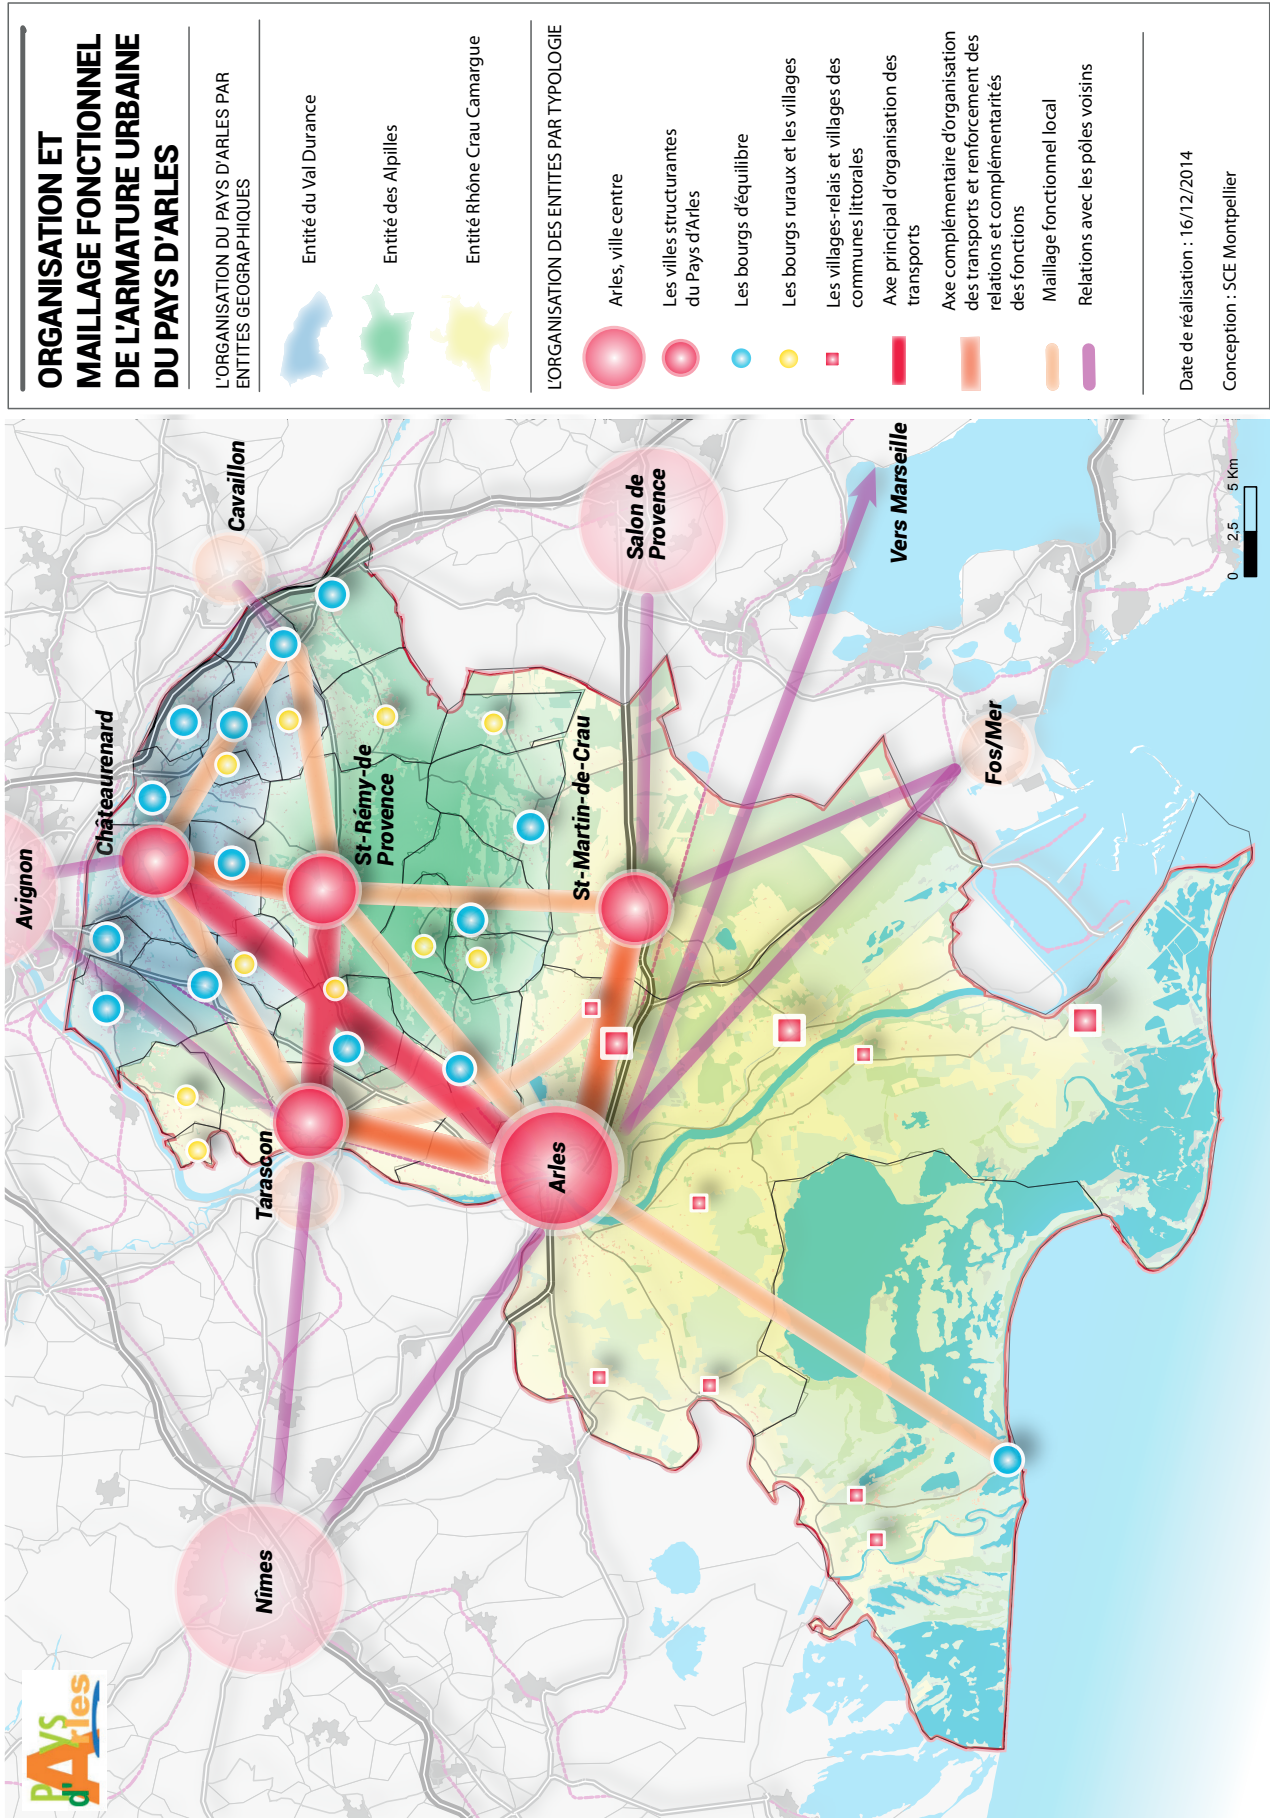 PAYS
d'Arles
Nîmes
Avignon
Châteaurenard
Cavaillon
Tarascon
St-Rémy-de
Provence
Arles
St-Martin-de-Crau
Salon de
Provence
Vers Marseille
Fos/Mer
0 2,5 5 Km
ORGANISATION ET
MAILLAGE FONCTIONNEL
DE L'ARMATURE URBAINE
DU PAYS D'ARLES
L'ORGANISATION DU PAYS D'ARLES PAR
ENTITES GEOGRAPHIQUES
Entité du Val Durance
Entité des Alpilles
Entité Rhône Crau Camargue
L'ORGANISATION DES ENTITES PAR TYPOLOGIE
Arles, ville centre
Les villes structurantes
du Pays d'Arles
Les bourgs d'équilibre
Les bourgs ruraux et les villages
Les villages-relais et villages des
communes littorales
Axe principal d'organisation des
transports
Axe complémentaire d'organisation
des transports et renforcement des
relations et complémentarités
des fonctions
Maillage fonctionnel local
Relations avec les pôles voisins
Date de réalisation : 16/12/2014
Conception : SCE Montpellier